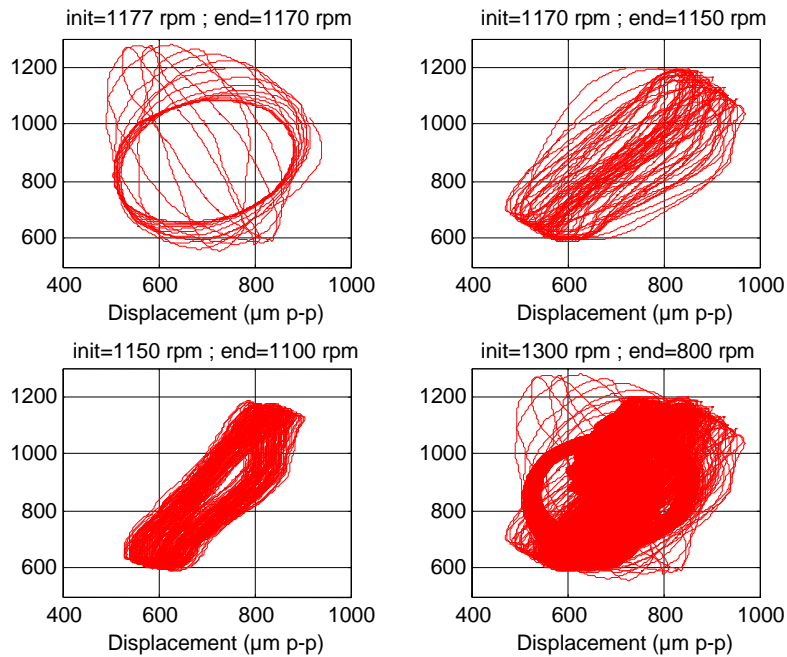 init=1177 rpm ; end=1170 rpm
init=1170 rpm ; end=1150 rpm
1200
1000
800
600
1200
1000
800
600
400 600 800 1000
400 600 800 1000
Displacement (µm p-p)
Displacement (µm p-p)
init=1150 rpm ; end=1100 rpm
init=1300 rpm ; end=800 rpm
1200
1000
800
600
1200
1000
800
600
400 600 800 1000
400 600 800 1000
Displacement (µm p-p)
Displacement (µm p-p)